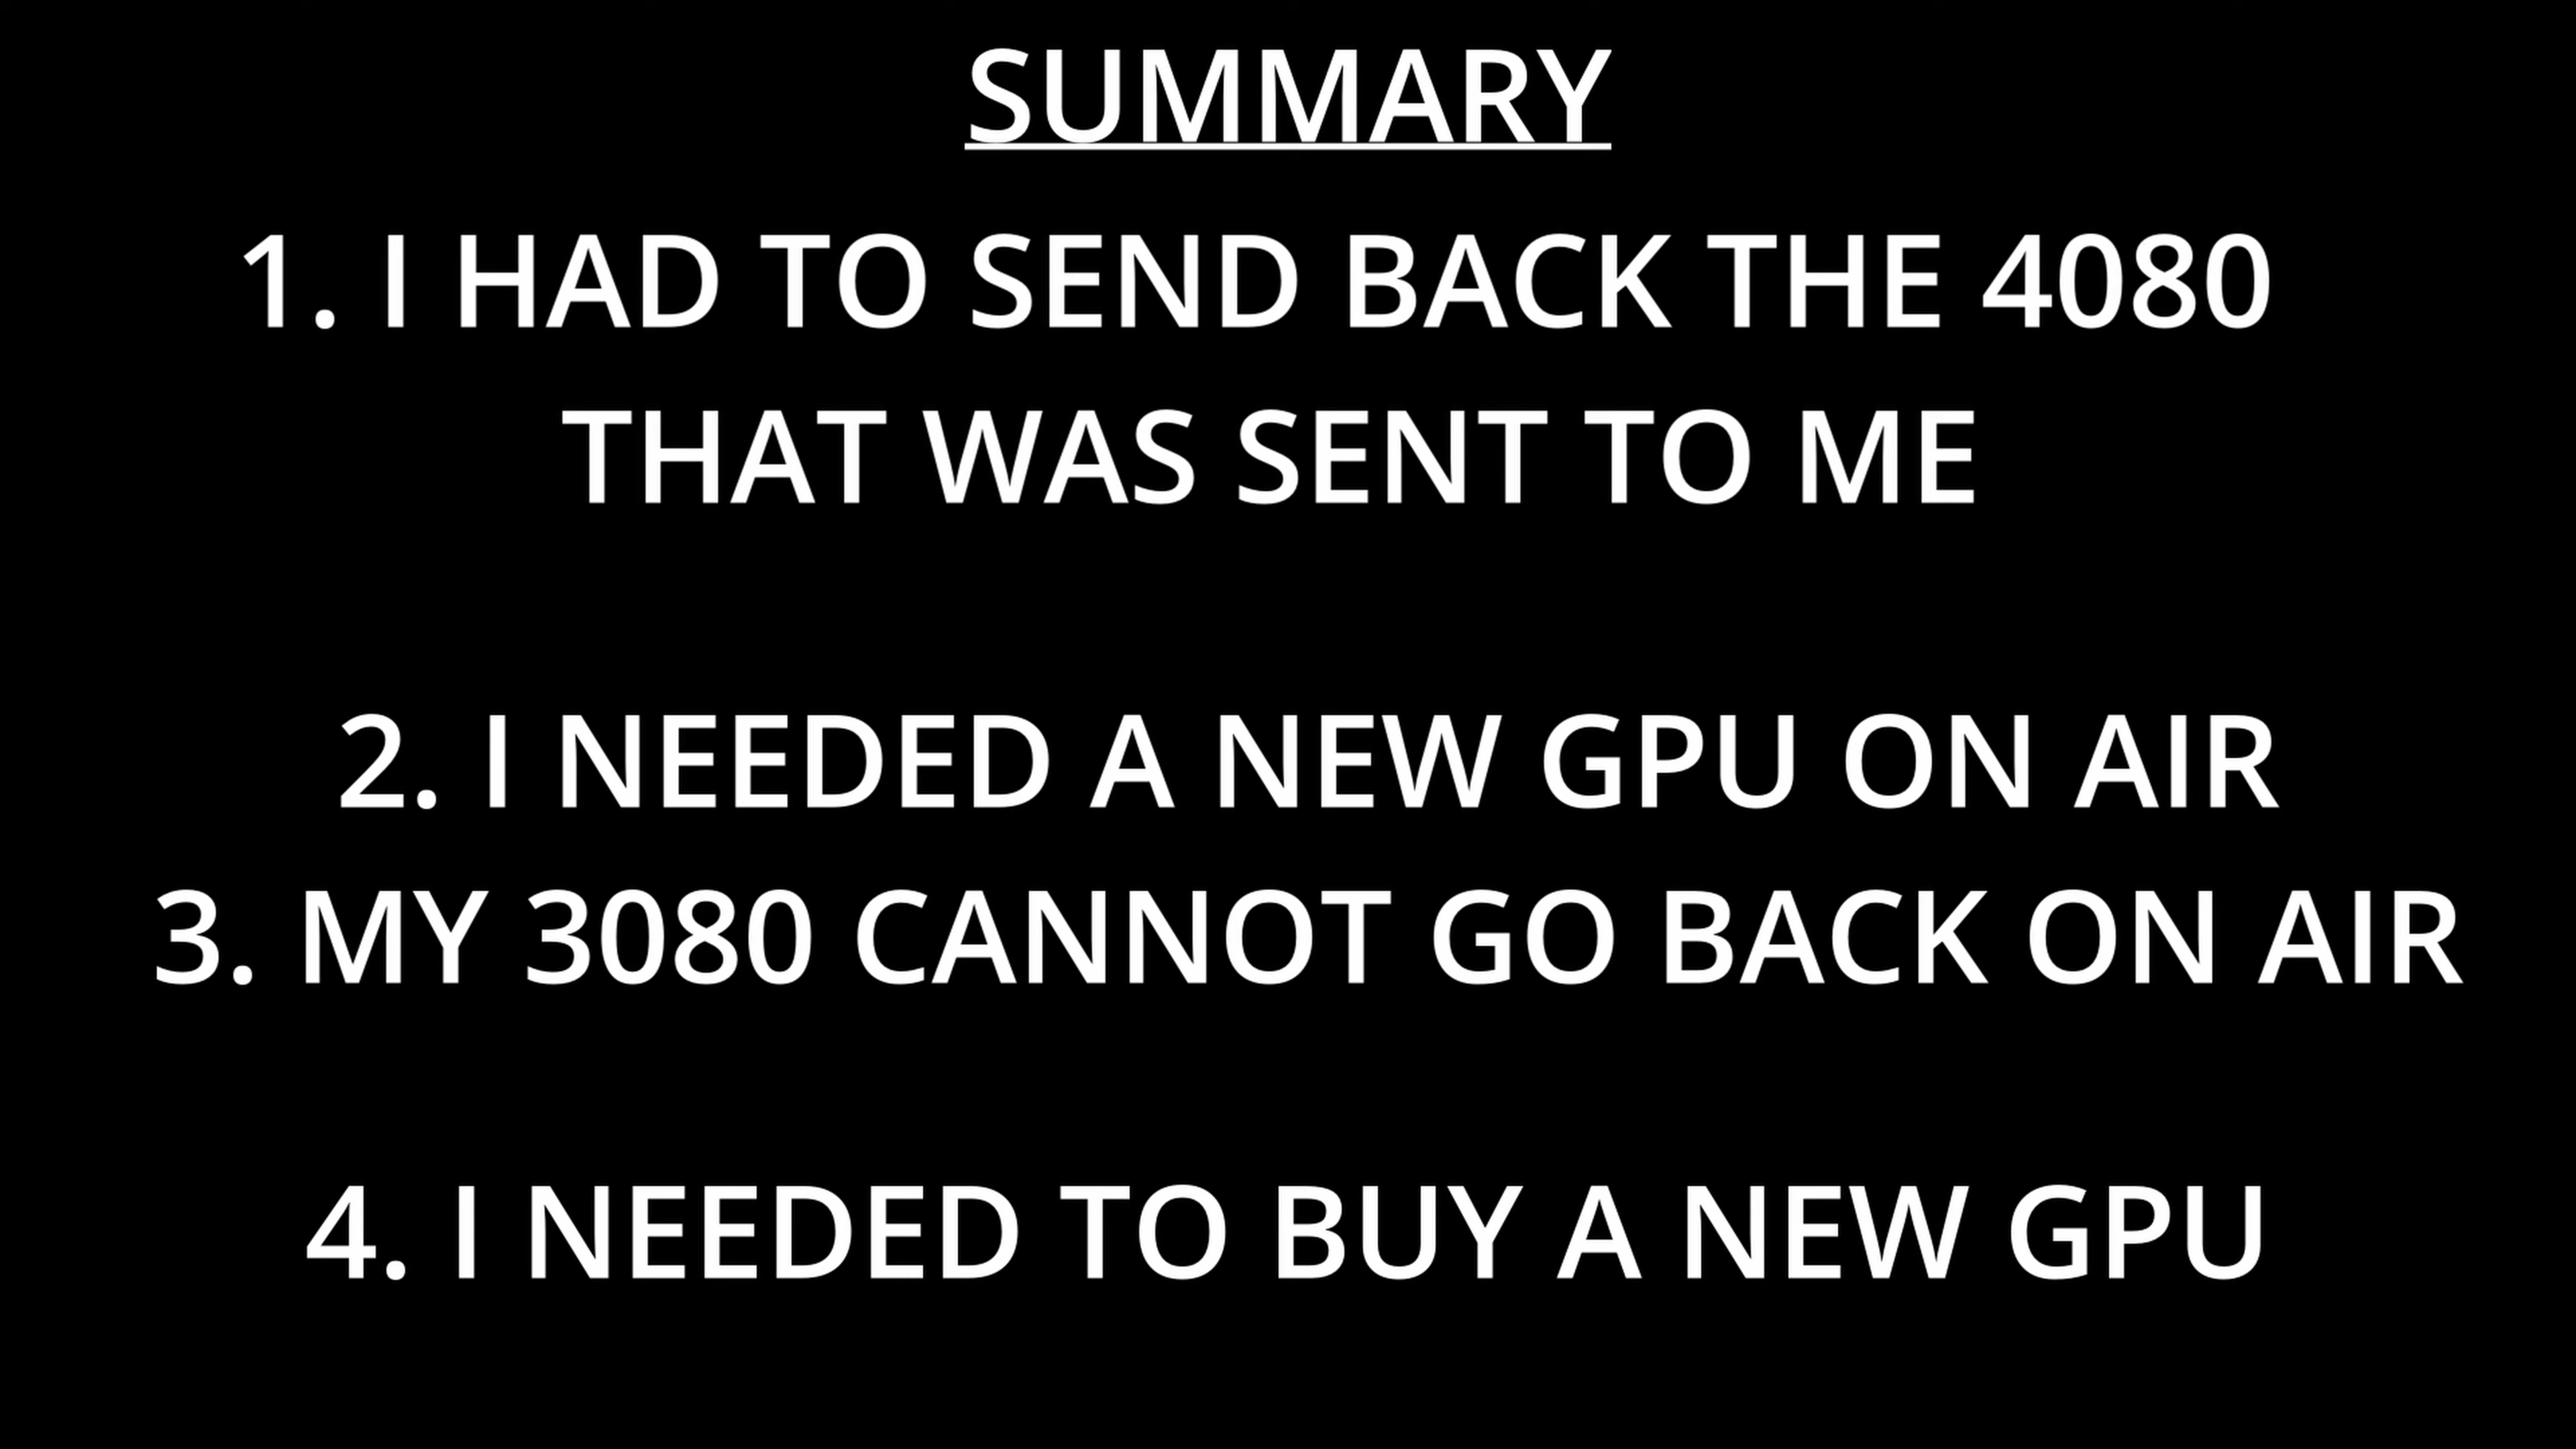 SUMMARY
1. I HAD TO SEND BACK THE 4080
THAT WAS SENT TO ME
2. I NEEDED A NEW GPU ON AIR
3. MY 3080 CANNOT GO BACK ON AIR
4. I NEEDED TO BUY A NEW GPU